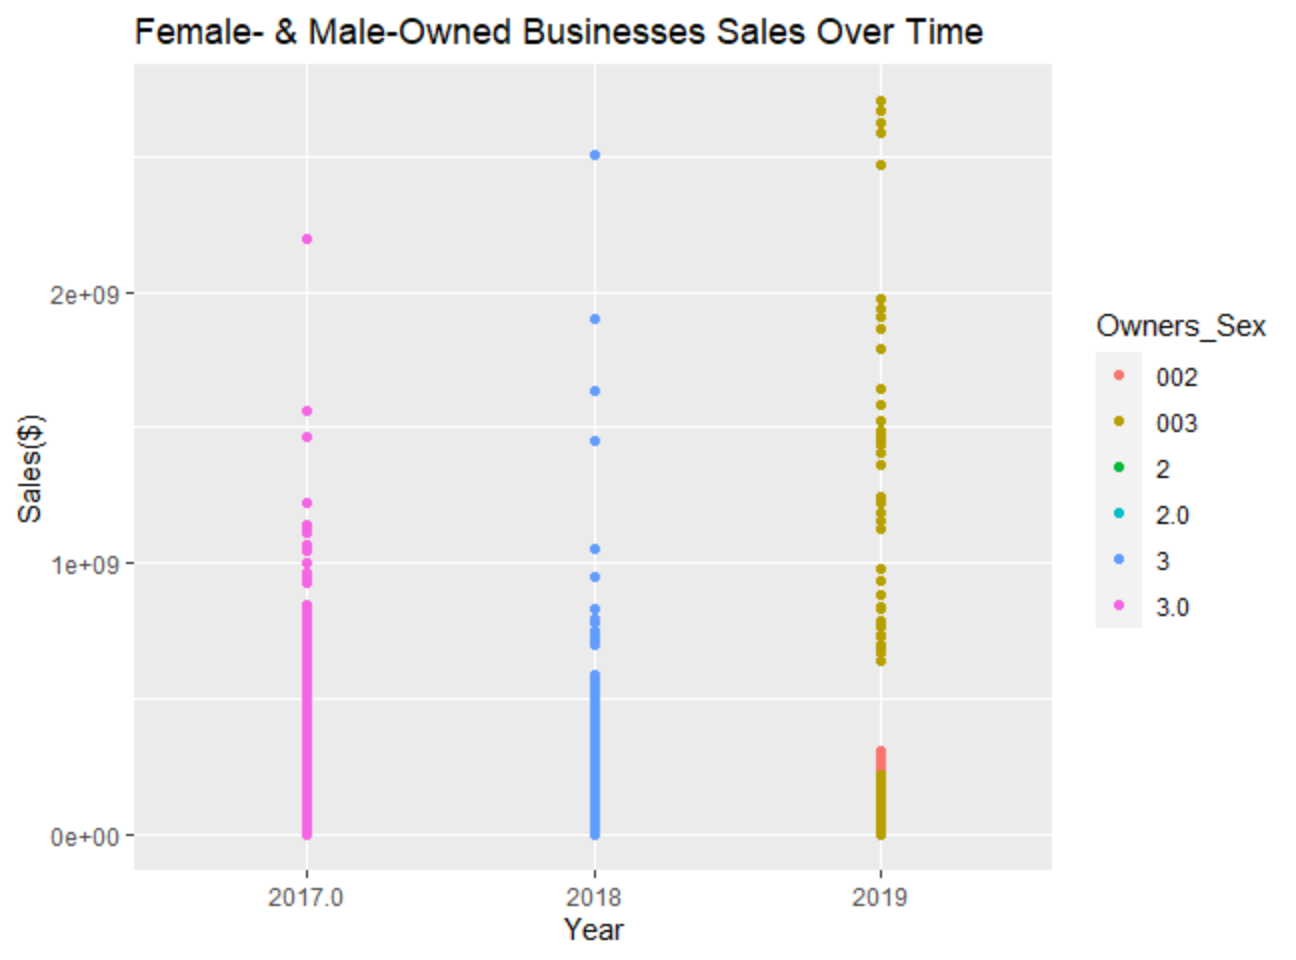 Female- & Male-Owned Businesses Sales Over Time
2e+09
1e+09
0e+00
Sales($)
2017.0
2018
2019
Year
Owners_Sex
002
003
2
2.0
3
3.0